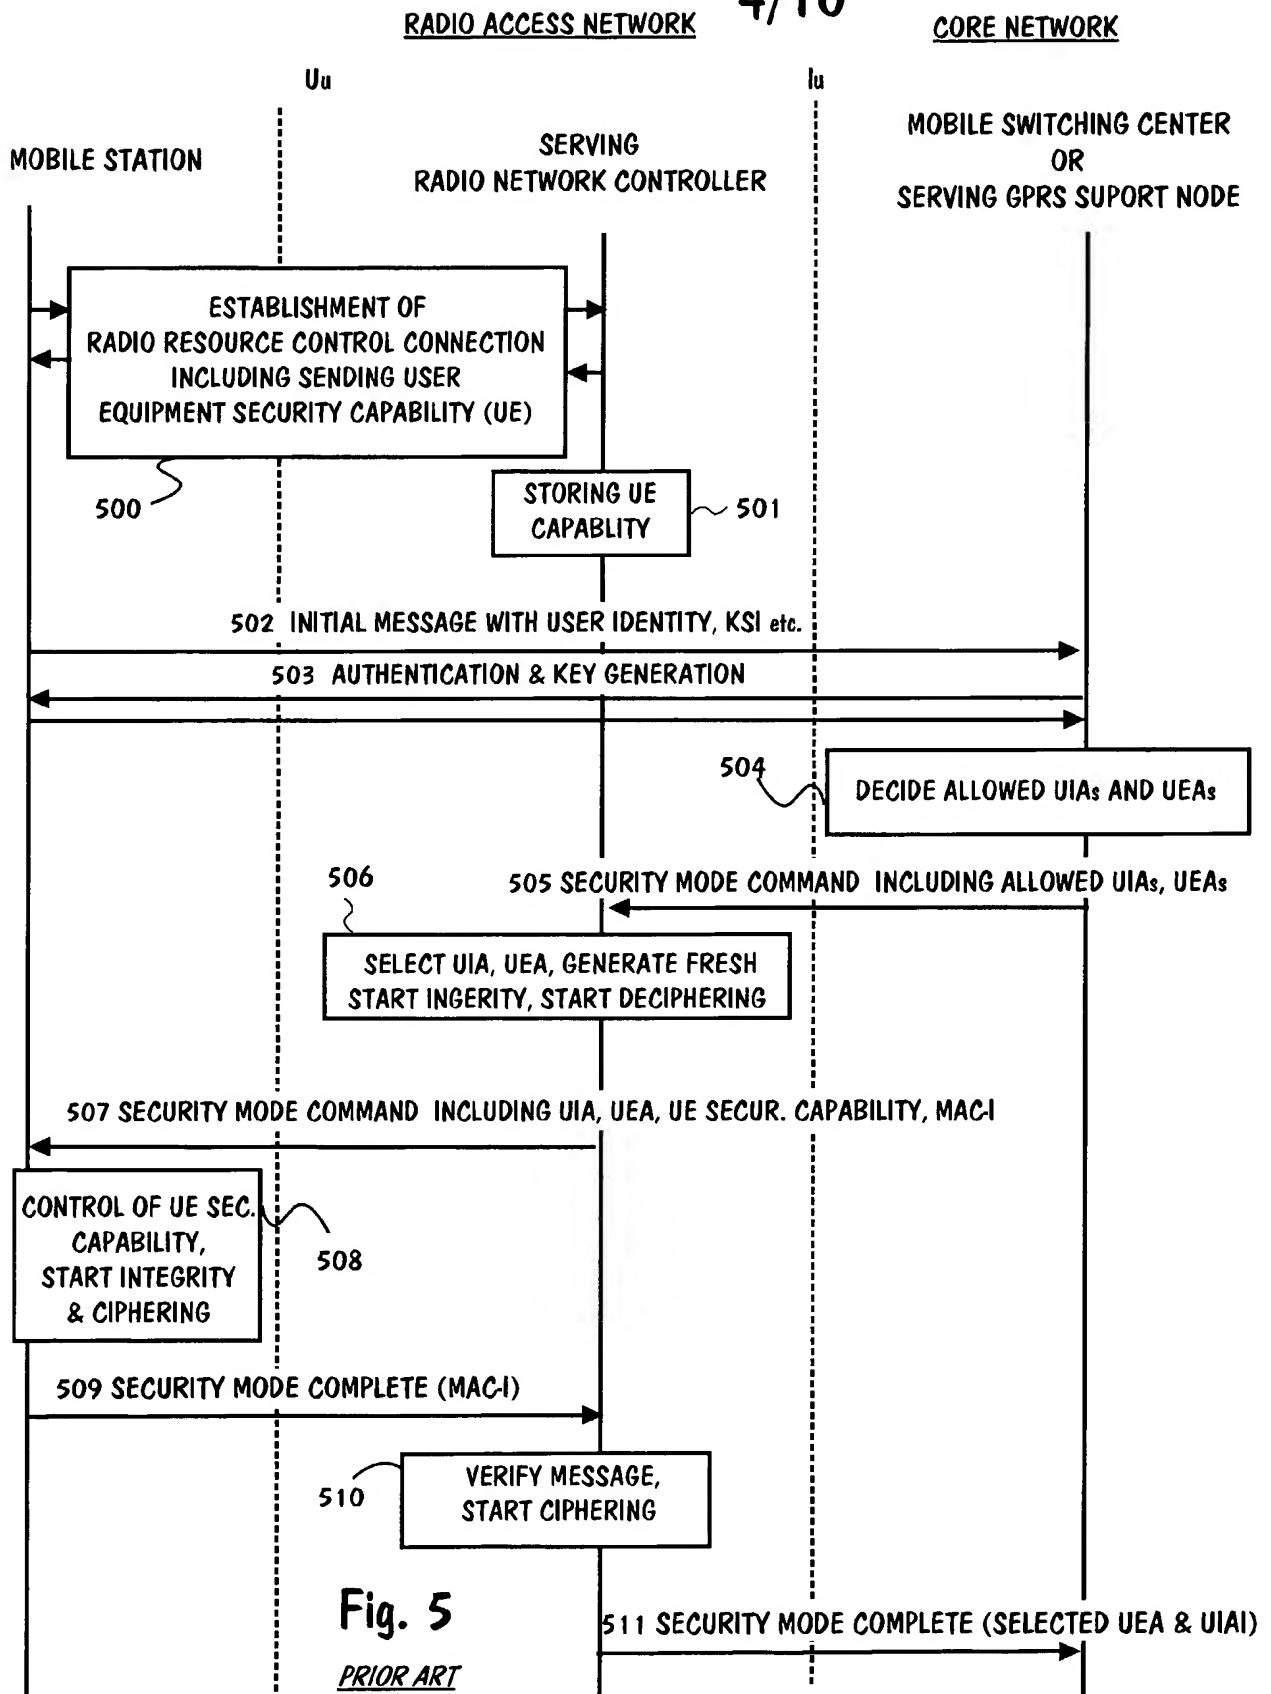 4/10
RADIO ACCESS NETWORK
CORE NETWORK
Uu
Iu
MOBILE STATION
SERVING
RADIO NETWORK CONTROLLER
MOBILE SWITCHING CENTER
OR
SERVING GPRS SUPORT NODE
ESTABLISHMENT OF
RADIO RESOURCE CONTROL CONNECTION
INCLUDING SENDING USER
EQUIPMENT SECURITY CAPABILITY (UE)
500
STORING UE
CAPABLITY
501
502 INITIAL MESSAGE WITH USER IDENTITY, KSI etc.
503 AUTHENTICATION & KEY GENERATION
504
DECIDE ALLOWED UIAs AND UEAs
506
505 SECURITY MODE COMMAND INCLUDING ALLOWED UIAs, UEAs
SELECT UIA, UEA, GENERATE FRESH
START INGERITY, START DECIPHERING
507 SECURITY MODE COMMAND INCLUDING UIA, UEA, UE SECUR. CAPABILITY, MAC-I
CONTROL OF UE SEC.
CAPABILITY,
START INTEGRITY
& CIPHERING
508
509 SECURITY MODE COMPLETE (MAC-I)
510
VERIFY MESSAGE,
START CIPHERING
Fig. 5
PRIOR ART
511 SECURITY MODE COMPLETE (SELECTED UEA & UIAI)